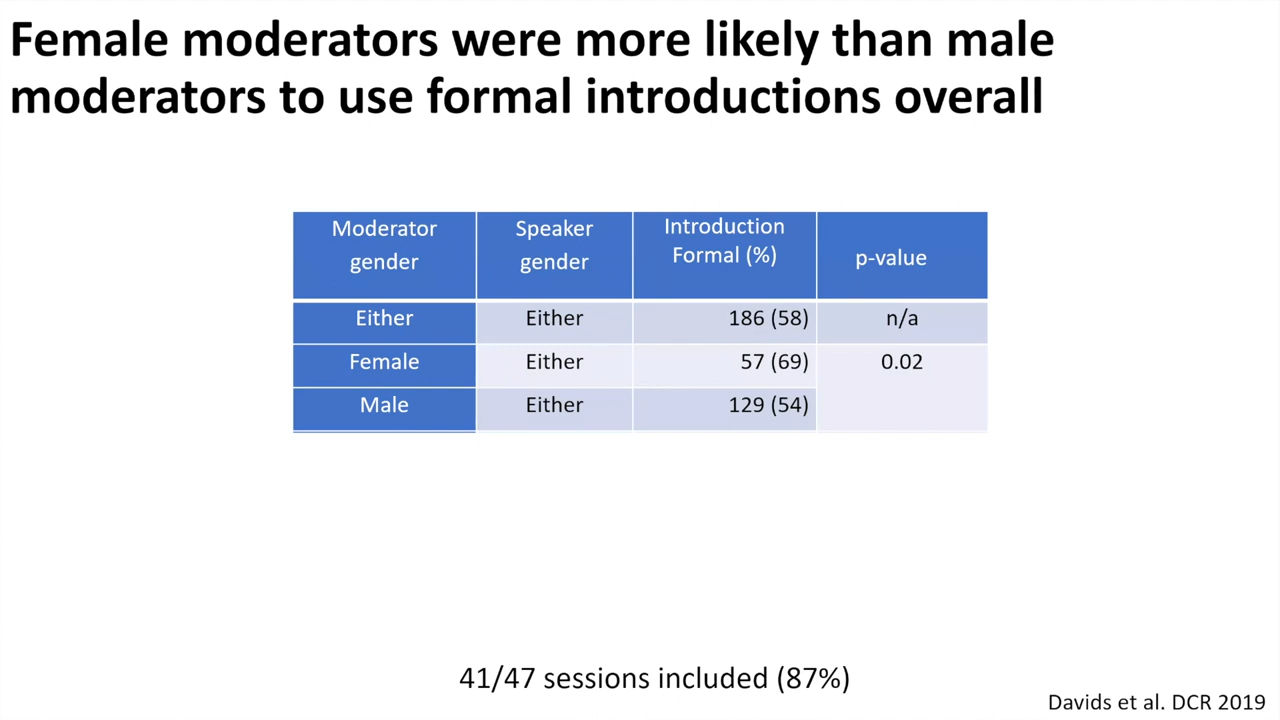 Female moderators were more likely than male
moderators to use formal introductions overall
Moderator gender
Speaker gender
Introduction Formal (%)
p-value
Either
Either
186 (58)
n/a
Female
Either
57 (69)
0.02
Male
Either
129 (54)
41/47 sessions included (87%)
Davids et al. DCR 2019